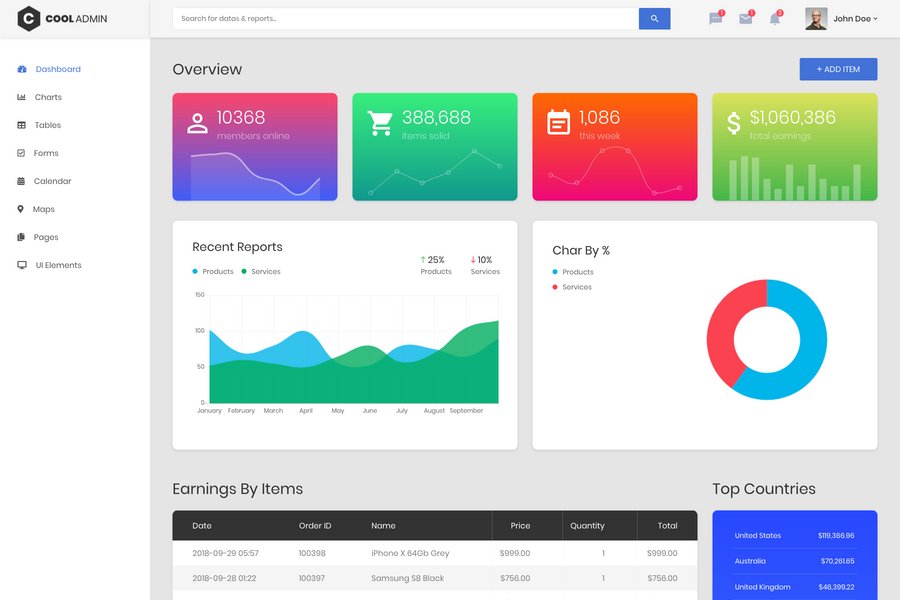 COOL ADMIN
Search for datas & reports...
1
1
3
John Doe
Dashboard
Charts
Tables
Forms
Calendar
Maps
Pages
UI Elements
Overview
+ ADD ITEM
10368
members online
388,688
items solid
1,086
this week
$1,060,386
total earnings
Recent Reports
Products
Services
↑ 25%
Products
↓ 10%
Services
150
100
50
0
January February March April May June July August September
Char By %
Products
Services
Earnings By Items
Date Order ID Name Price Quantity Total
2018-09-29 05:57 100398 iPhone X 64Gb Grey $999.00 1 $999.00
2018-09-28 01:22 100397 Samsung S8 Black $756.00 1 $756.00
Top Countries
United States $119,366.96
Australia $70,261.65
United Kingdom $46,399.22